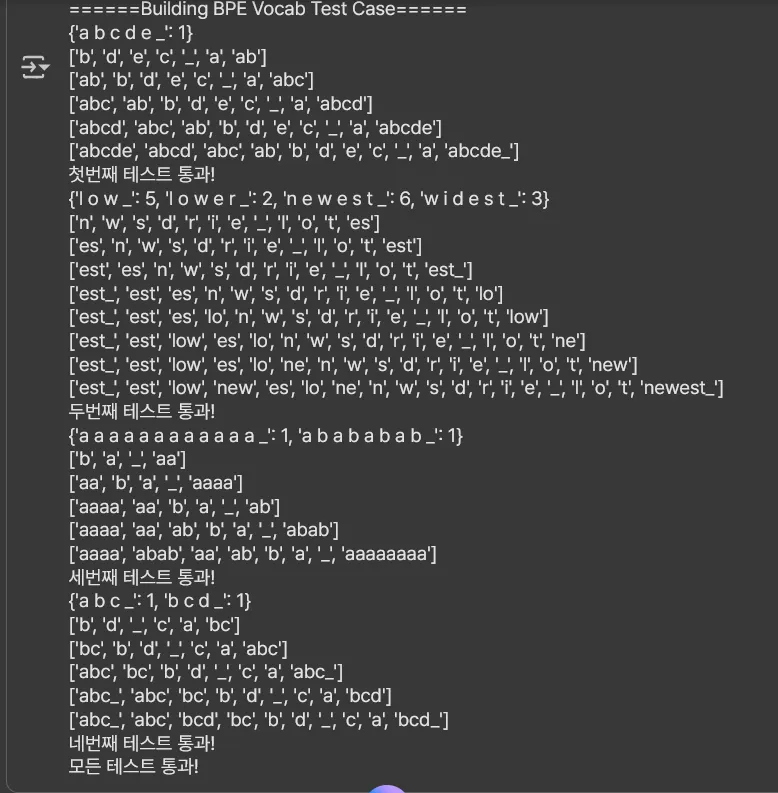 ======Building BPE Vocab Test Case======
{'a b c d e _': 1}
['b', 'd', 'e', 'c', '_', 'a', 'ab']
['ab', 'b', 'd', 'e', 'c', '_', 'a', 'abc']
['abc', 'ab', 'b', 'd', 'e', 'c', '_', 'a', 'abcd']
['abcd', 'abc', 'ab', 'b', 'd', 'e', 'c', '_', 'a', 'abcde']
['abcde', 'abcd', 'abc', 'ab', 'b', 'd', 'e', 'c', '_', 'a', 'abcde_']
첫번째 테스트 통과!
{'l o w _': 5, 'l o w e r _': 2, 'n e w e s t _': 6, 'w i d e s t _': 3}
['n', 'w', 's', 'd', 'r', 'i', 'e', '_', 'l', 'o', 't', 'es']
['es', 'n', 'w', 's', 'd', 'r', 'i', 'e', '_', 'l', 'o', 't', 'est']
['est', 'es', 'n', 'w', 's', 'd', 'r', 'i', 'e', '_', 'l', 'o', 't', 'est_']
['est_', 'est', 'es', 'n', 'w', 's', 'd', 'r', 'i', 'e', '_', 'l', 'o', 't', 'lo']
['est_', 'est', 'es', 'lo', 'n', 'w', 's', 'd', 'r', 'i', 'e', '_', 'l', 'o', 't', 'low']
['est_', 'est', 'low', 'es', 'lo', 'n', 'w', 's', 'd', 'r', 'i', 'e', '_', 'l', 'o', 't', 'ne']
['est_', 'est', 'low', 'es', 'lo', 'ne', 'n', 'w', 's', 'd', 'r', 'i', 'e', '_', 'l', 'o', 't', 'new']
['est_', 'est', 'low', 'new', 'es', 'lo', 'ne', 'n', 'w', 's', 'd', 'r', 'i', 'e', '_', 'l', 'o', 't', 'newest_']
두번째 테스트 통과!
{'a a a a a a a a a a a a _': 1, 'a b a b a b a b _': 1}
['b', 'a', '_', 'aa']
['aa', 'b', 'a', '_', 'aaaa']
['aaaa', 'aa', 'b', 'a', '_', 'ab']
['aaaa', 'aa', 'ab', 'b', 'a', '_', 'abab']
['aaaa', 'abab', 'aa', 'ab', 'b', 'a', '_', 'aaaaaaaa']
세번째 테스트 통과!
{'a b c _': 1, 'b c d _': 1}
['b', 'd', '_', 'c', 'a', 'bc']
['bc', 'b', 'd', '_', 'c', 'a', 'abc']
['abc', 'bc', 'b', 'd', '_', 'c', 'a', 'abc_']
['abc_', 'abc', 'bc', 'b', 'd', '_', 'c', 'a', 'bcd']
['abc_', 'abc', 'bcd', 'bc', 'b', 'd', '_', 'c', 'a', 'bcd_']
네번째 테스트 통과!
모든 테스트 통과!